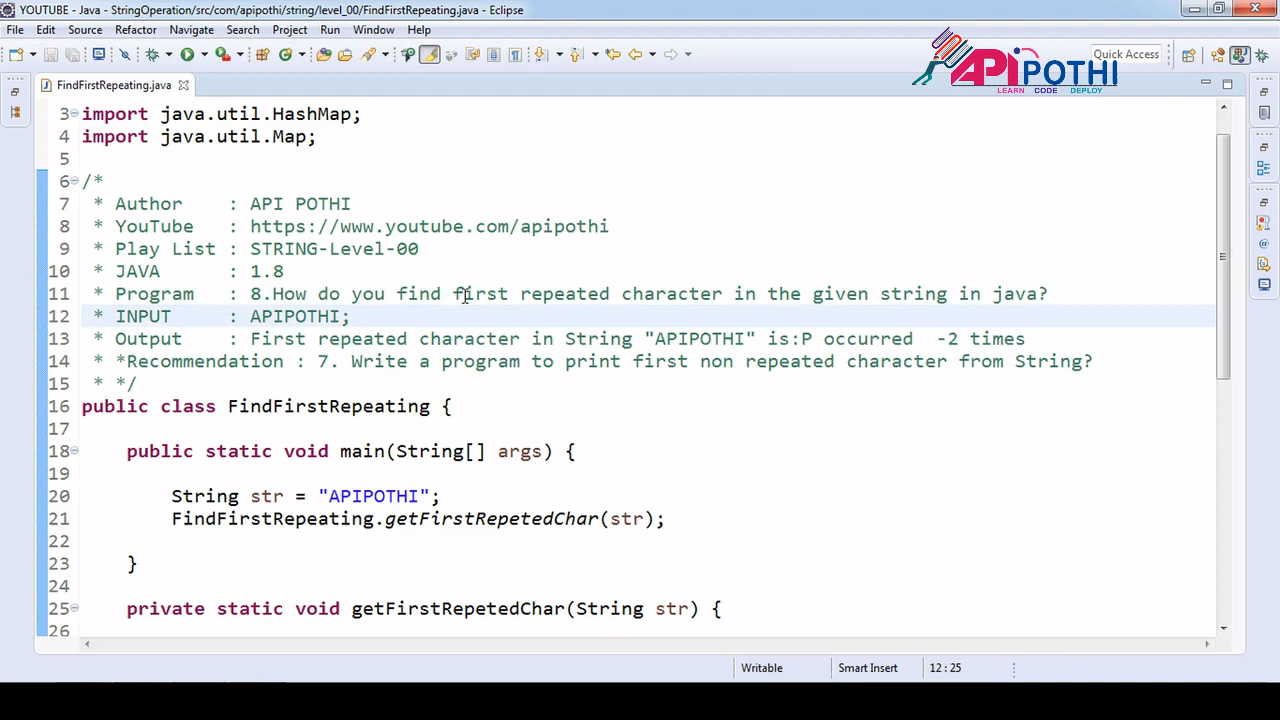 YOUTUBE - Java - StringOperation/src/com/apipothi/string/level_00/FindFirstRepeating.java - Eclipse
File Edit Source Refactor Navigate Search Project Run Window Help
Quick Access
APIPOTHI
LEARN CODE DEPLOY
FindFirstRepeating.java
3 import java.util.HashMap;
4 import java.util.Map;
5
6 /*
7 * Author : API POTHI
8 * YouTube : https://www.youtube.com/apipothi
9 * Play List : STRING-Level-00
10 * JAVA : 1.8
11 * Program : 8.How do you find first repeated character in the given string in java?
12 * INPUT : APIPOTHI;
13 * Output : First repeated character in String "APIPOTHI" is:P occurred -2 times
14 * *Recommendation : 7. Write a program to print first non repeated character from String?
15 * */
16 public class FindFirstRepeating {
17
18 public static void main(String[] args) {
19
20 String str = "APIPOTHI";
21 FindFirstRepeating.getFirstRepetedChar(str);
22
23 }
24
25 private static void getFirstRepetedChar(String str) {
26
Writable Smart Insert 12 : 25